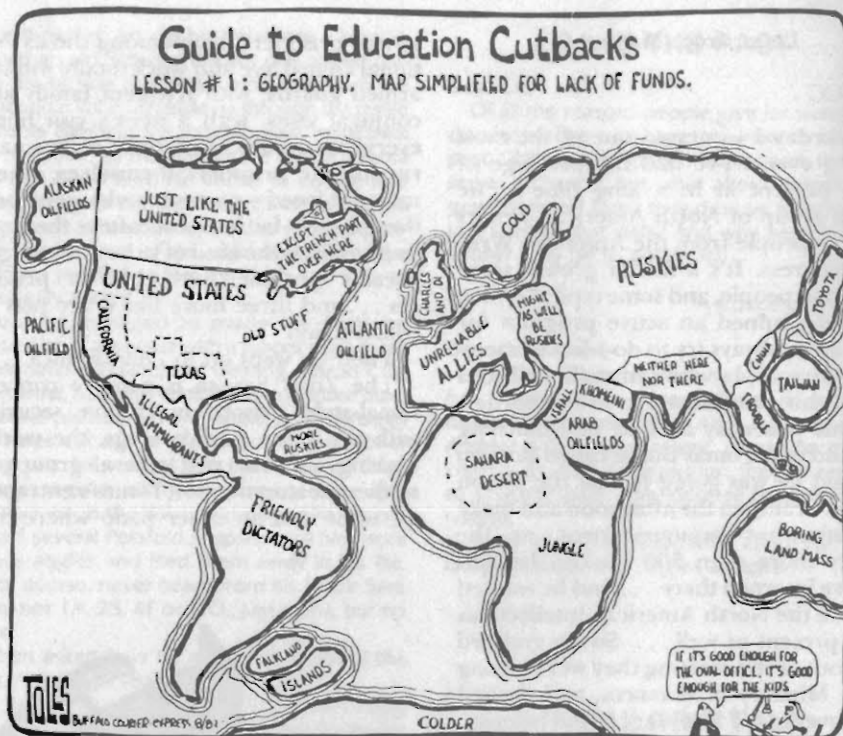 Guide to Education Cutbacks
LESSON # 1: GEOGRAPHY. MAP SIMPLIFIED FOR LACK OF FUNDS.
ALASKAN
OILFIELDS
JUST LIKE THE
UNITED STATES
EXCEPT
THE FRENCH PART
OVER HERE
UNITED STATES
CALIFORNIA
OLD STUFF
TEXAS
PACIFIC
OILFIELD
ATLANTIC
OILFIELD
ILLEGAL
IMMIGRANTS
MORE
RUSKIES
FRIENDLY
DICTATORS
FALKLAND
ISLANDS
COLD
RUSKIES
CHARLES
AND DI
UNRELIABLE
ALLIES
MIGHT
AS WILL
BE
RUSKIES
ISRAEL
KHOMEINI
NEITHER HERE
NOR THERE
ARAB
OILFIELDS
SAHARA
DESERT
JUNGLE
CHINA
TROUBLE
TOYOTA
TAIWAN
BORING
LAND MASS
COLDER
IF IT'S GOOD ENOUGH FOR
THE OVAL OFFICE, IT'S GOOD
ENOUGH FOR THE KIDS
TOLES
BUFFALO COURIER-EXPRESS